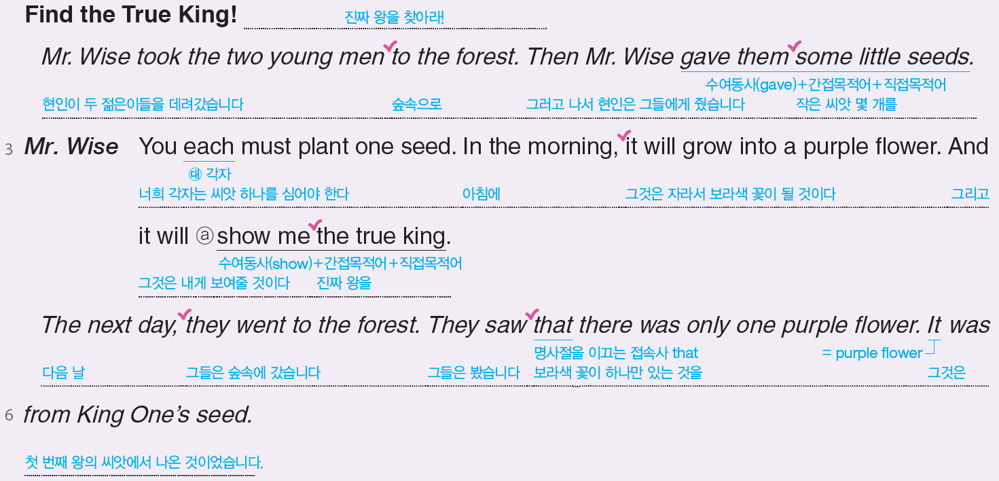 Find the True King! 진짜 왕을 찾아라!
Mr. Wise took the two young men to the forest. Then Mr. Wise gave them some little seeds.
수여동사(gave)+간접목적어+직접목적어
현인이 두 젊은이들을 데려갔습니다 숲속으로 그러고 나서 현인은 그들에게 줬습니다 작은 씨앗 몇 개를
3 Mr. Wise You each must plant one seed. In the morning, it will grow into a purple flower. And
㊹ 각자
너희 각자는 씨앗 하나를 심어야 한다 아침에 그것은 자라서 보라색 꽃이 될 것이다 그리고
it will ⓐ show me the true king.
수여동사(show)+간접목적어+직접목적어
그것은 내게 보여줄 것이다 진짜 왕을
The next day, they went to the forest. They saw that there was only one purple flower. It was
명사절을 이끄는 접속사 that = purple flower
다음 날 그들은 숲속에 갔습니다 그들은 봤습니다 보라색 꽃이 하나만 있는 것을 그것은
6 from King One's seed.
첫 번째 왕의 씨앗에서 나온 것이었습니다.